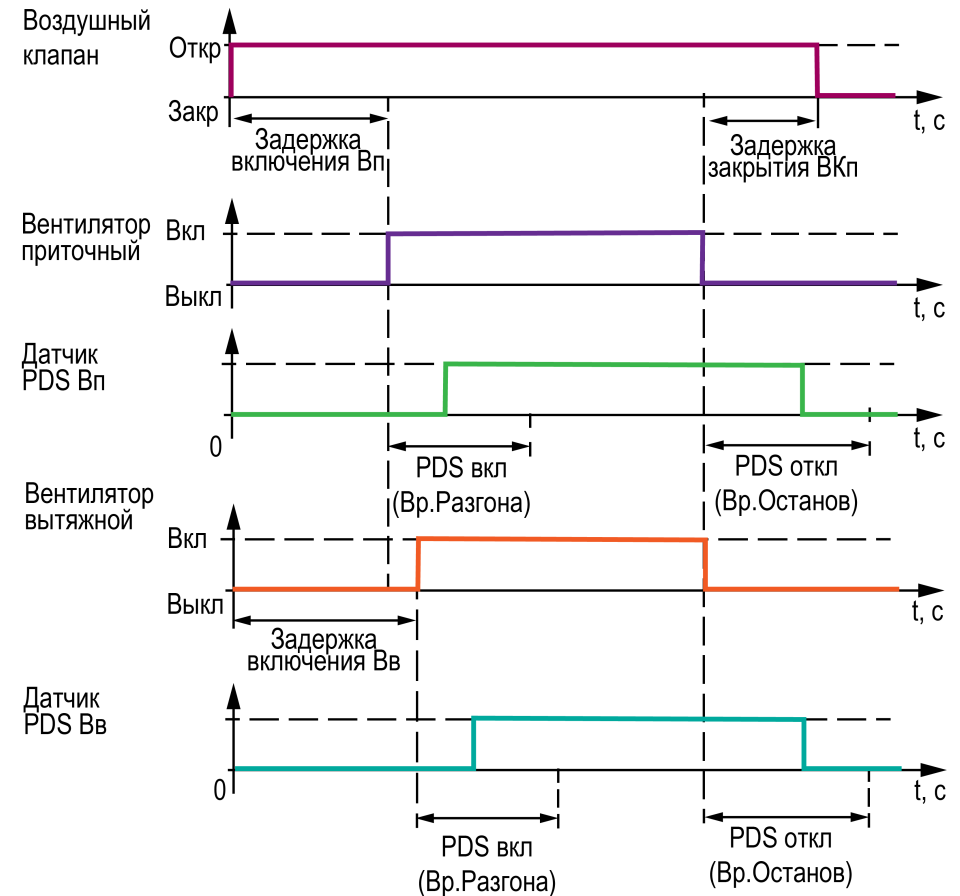 Воздушный
клапан
Откр
Закр
t, с
Задержка
включения Вп
Задержка
закрытия ВКп
Вентилятор
приточный
Вкл
Выкл
t, с
Датчик
PDS Вп
0
t, с
PDS вкл
(Вр.Разгона)
PDS откл
(Вр.Останов)
Вентилятор
вытяжной
Вкл
Выкл
t, с
Задержка
включения Вв
Датчик
PDS Вв
0
t, с
PDS вкл
(Вр.Разгона)
PDS откл
(Вр.Останов)